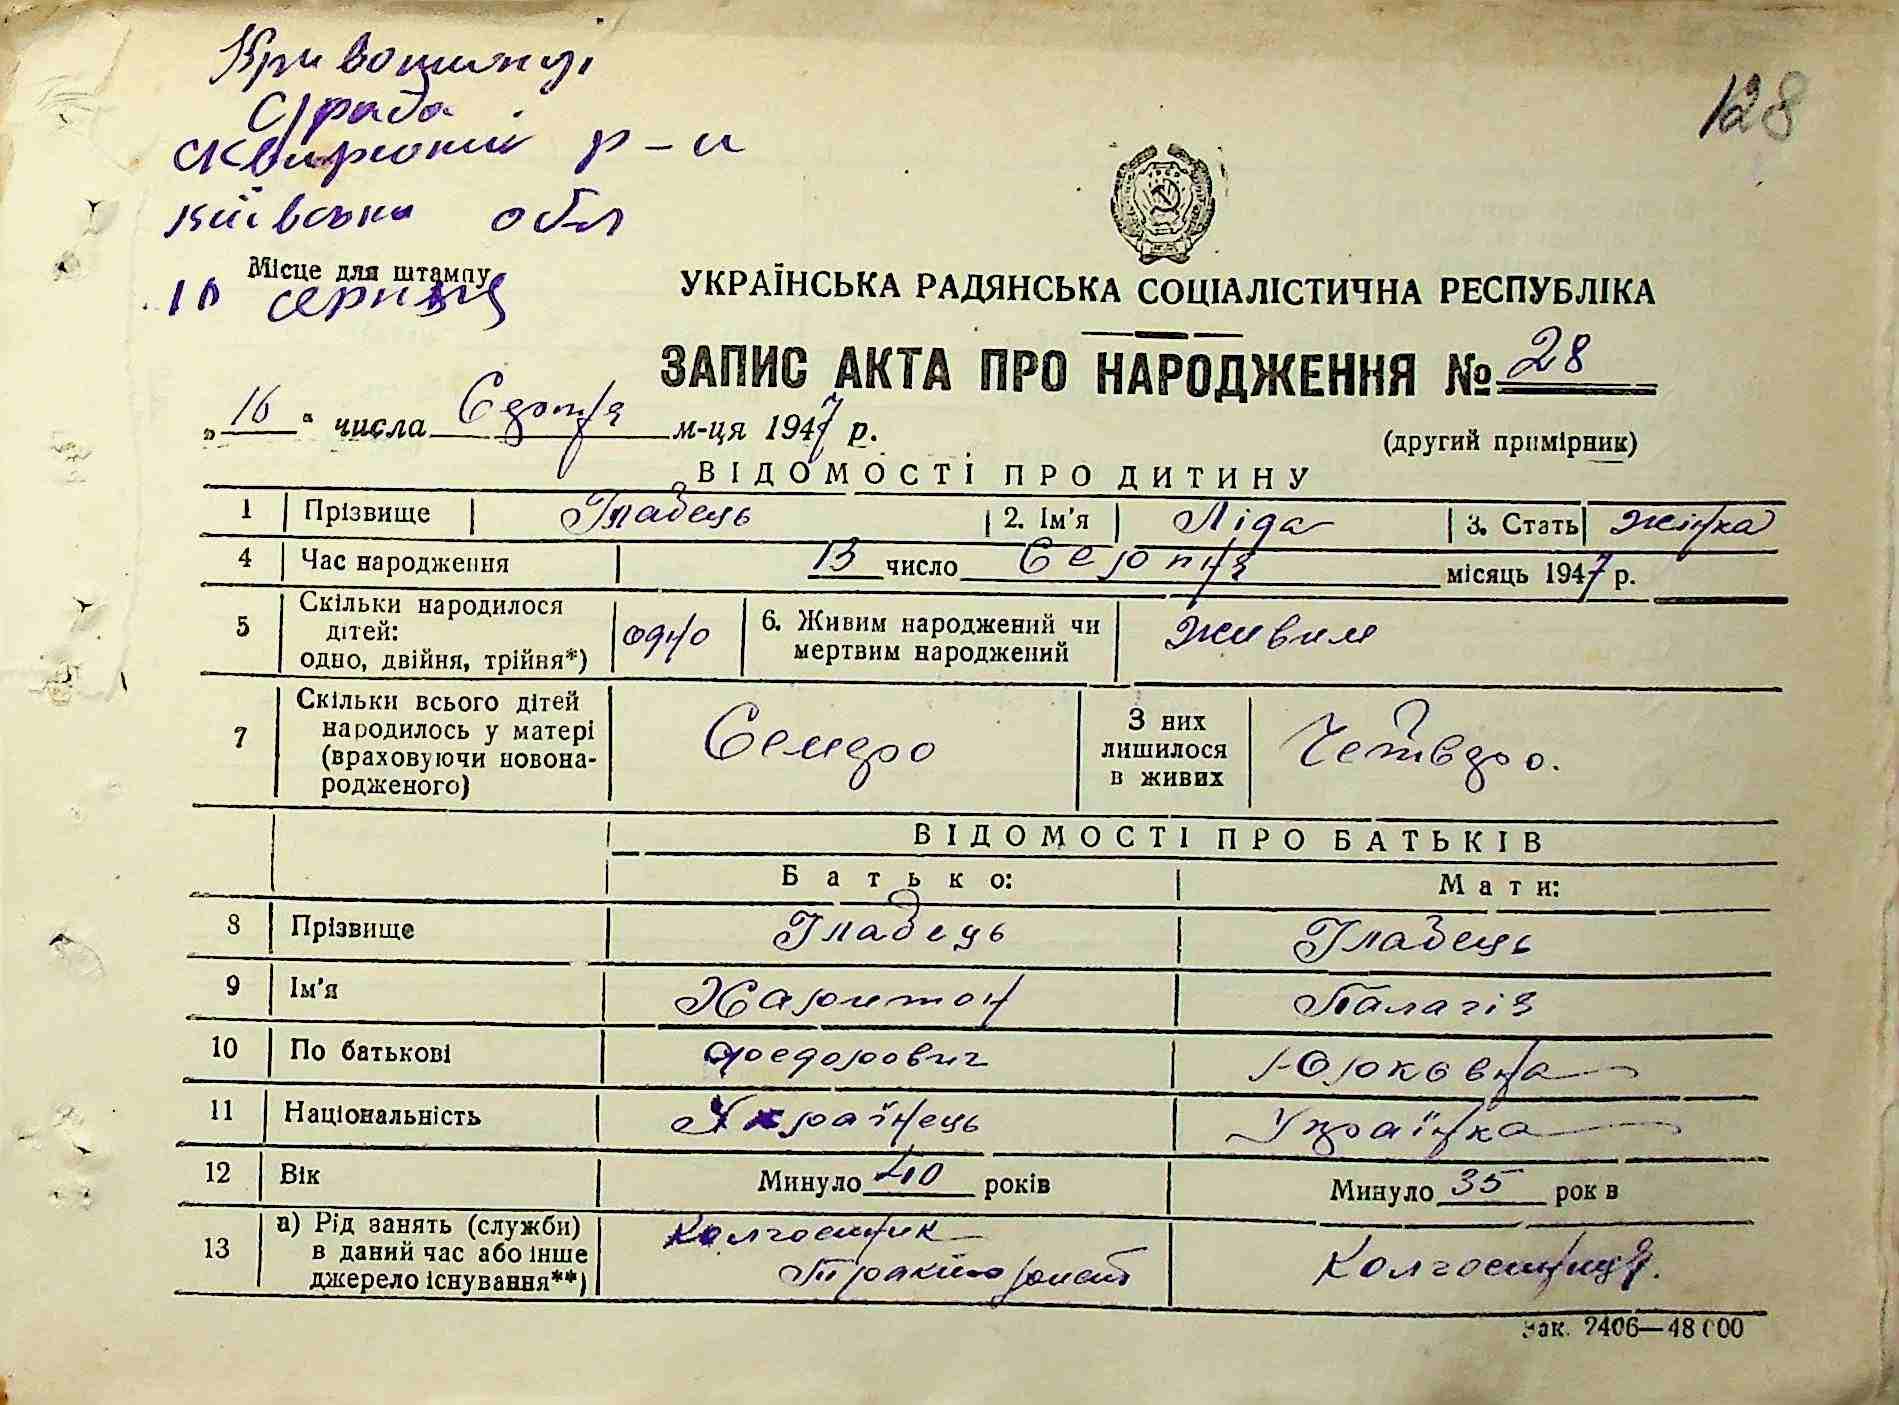 128
с/рада
Сквирський р-н
Київська обл
Місце для штампу
16 серпня
УКРАЇНСЬКА РАДЯНСЬКА СОЦІАЛІСТИЧНА РЕСПУБЛІКА
ЗАПИС АКТА ПРО НАРОДЖЕННЯ № 28
„16“ числа Серпня м-ця 1947 р.
(другий примірник)
ВІДОМОСТІ ПРО ДИТИНУ
1 Прізвище Гладець 2. Ім'я Ліда 3. Стать жінка
4 Час народження 13 число Серпня місяць 1947 р.
5 Скільки народилося дітей: одно, двійня, трійня*) одно 6. Живим народжений чи мертвим народжений Живим
7 Скільки всього дітей народилось у матері (враховуючи новонародженого) Семеро З них лишилося в живих Четверо.
ВІДОМОСТІ ПРО БАТЬКІВ
Батько: Мати:
8 Прізвище Гладець Гладець
9 Ім'я Харитон Палагія
10 По батькові Федорович Юрковна
11 Національність Українець Українка
12 Вік Минуло 40 років Минуло 35 рок в
13 а) Рід занять (служби) в даний час або інше джерело існування**) Колгоспник Колгоспниця.
Зак. 2406—48000